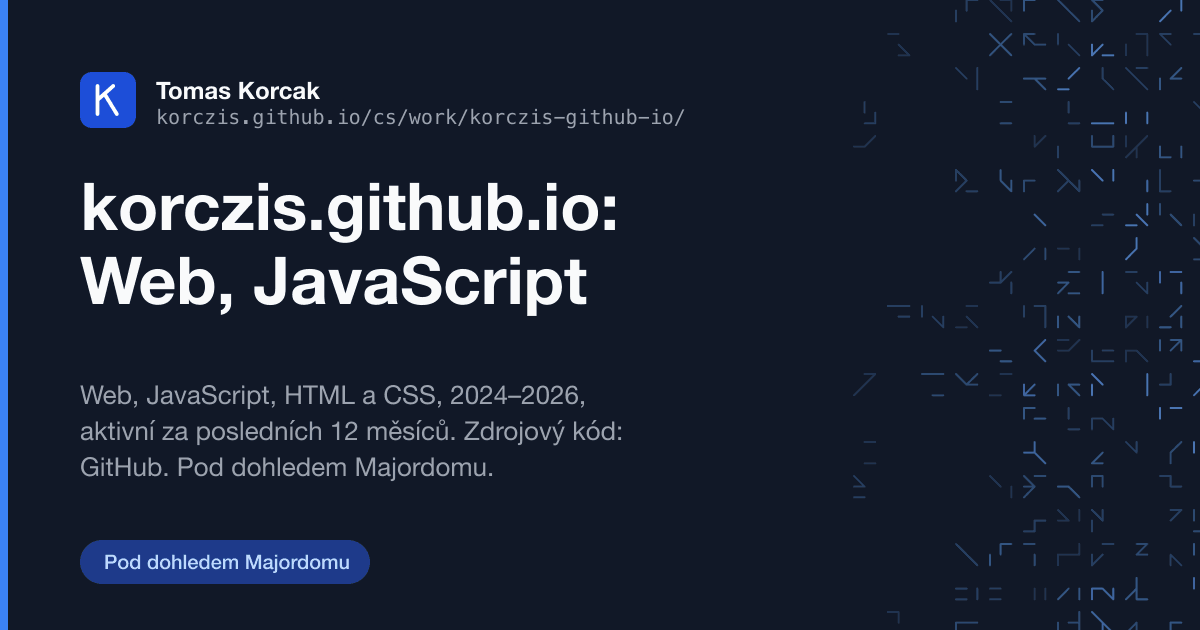 K
Tomas Korcak
korczis.github.io/cs/work/korczis-github-io/
korczis.github.io:
Web, JavaScript
Web, JavaScript, HTML a CSS, 2024–2026,
aktivní za posledních 12 měsíců. Zdrojový kód:
GitHub. Pod dohledem Majordomu.
Pod dohledem Majordomu